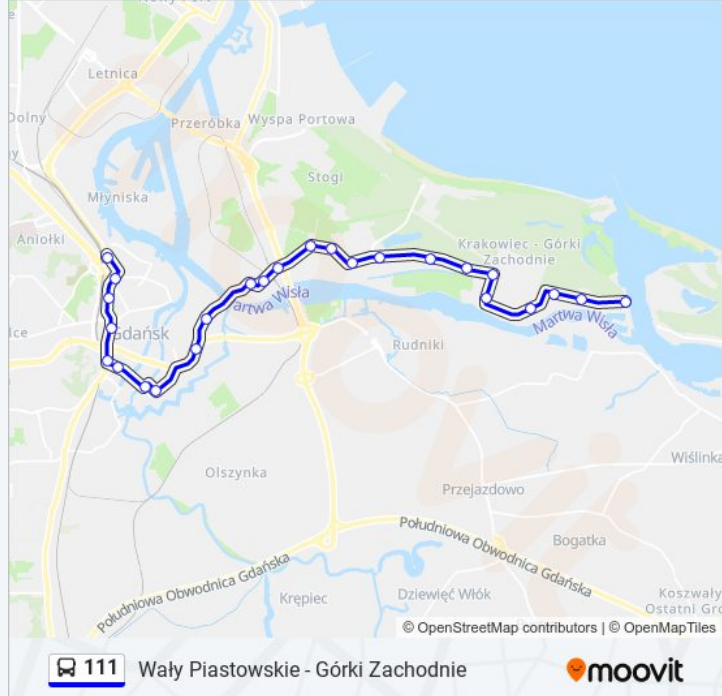 Letnica
Dolny
Przeróbka
Wyspa Portowa
Stogi
Młyniska
Aniołki
Krakowiec - Górki
Zachodnie
Martwa Wisła
Gdańsk
Martwa Wisła
Rudniki
Olszynka
Wiślinka
Przejazdowo
Południowa Obwodnica Gdańska
Bogatka
Południowa Obwodnica Gdańska
Krępiec
Dziewięć Włók
Koszwały
Ostatni Gro
© OpenStreetMap contributors | © OpenMapTiles
111 Wały Piastowskie - Górki Zachodnie
moovit